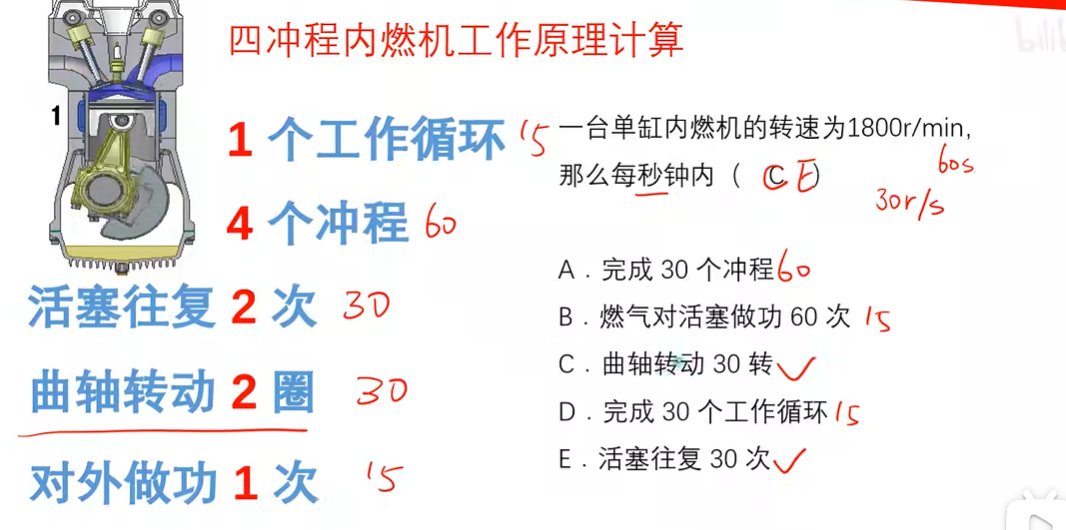 四冲程内燃机工作原理计算
1
1 个工作循环 15
4 个冲程 60
活塞往复 2 次 30
曲轴转动 2 圈 30
对外做功 1 次 15
一台单缸内燃机的转速为1800r/min,
60s
那么每秒钟内（ C E ）
30r/s
A．完成 30 个冲程 60
B．燃气对活塞做功 60 次 15
C．曲轴转动 30 转
D．完成 30 个工作循环 15
E．活塞往复 30 次